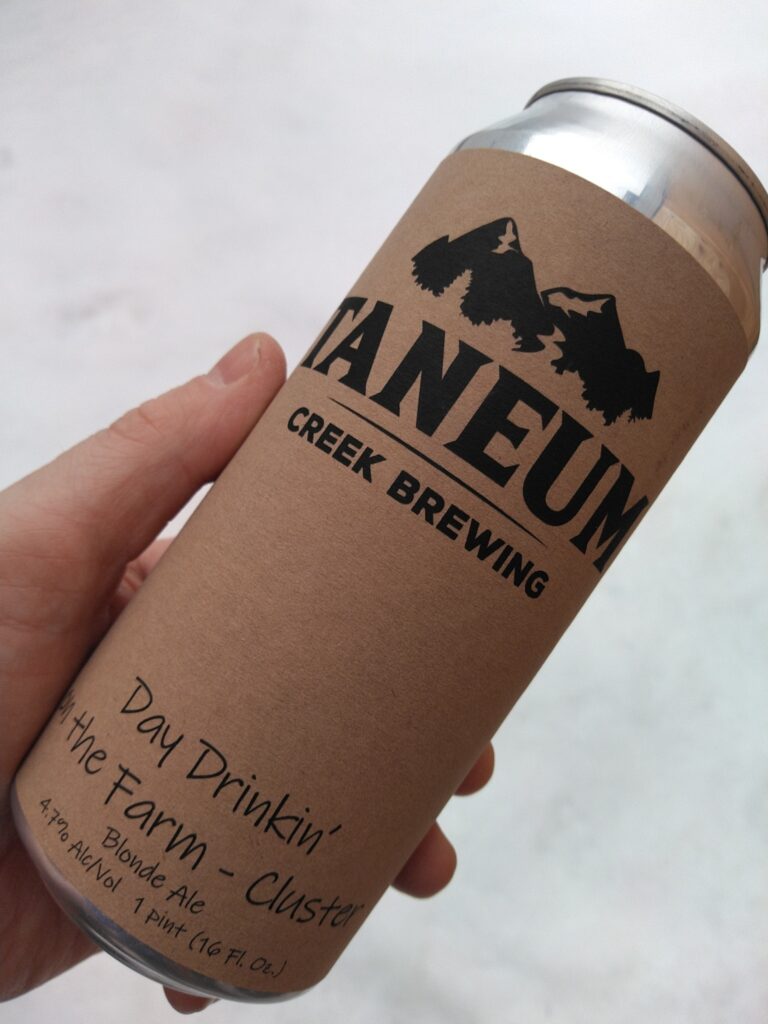 TANEUM
CREEK BREWING
Day Drinkin'
on the Farm - Cluster
Blonde Ale
4.7% Alc/Vol 1 pint (16 Fl. Oz.)